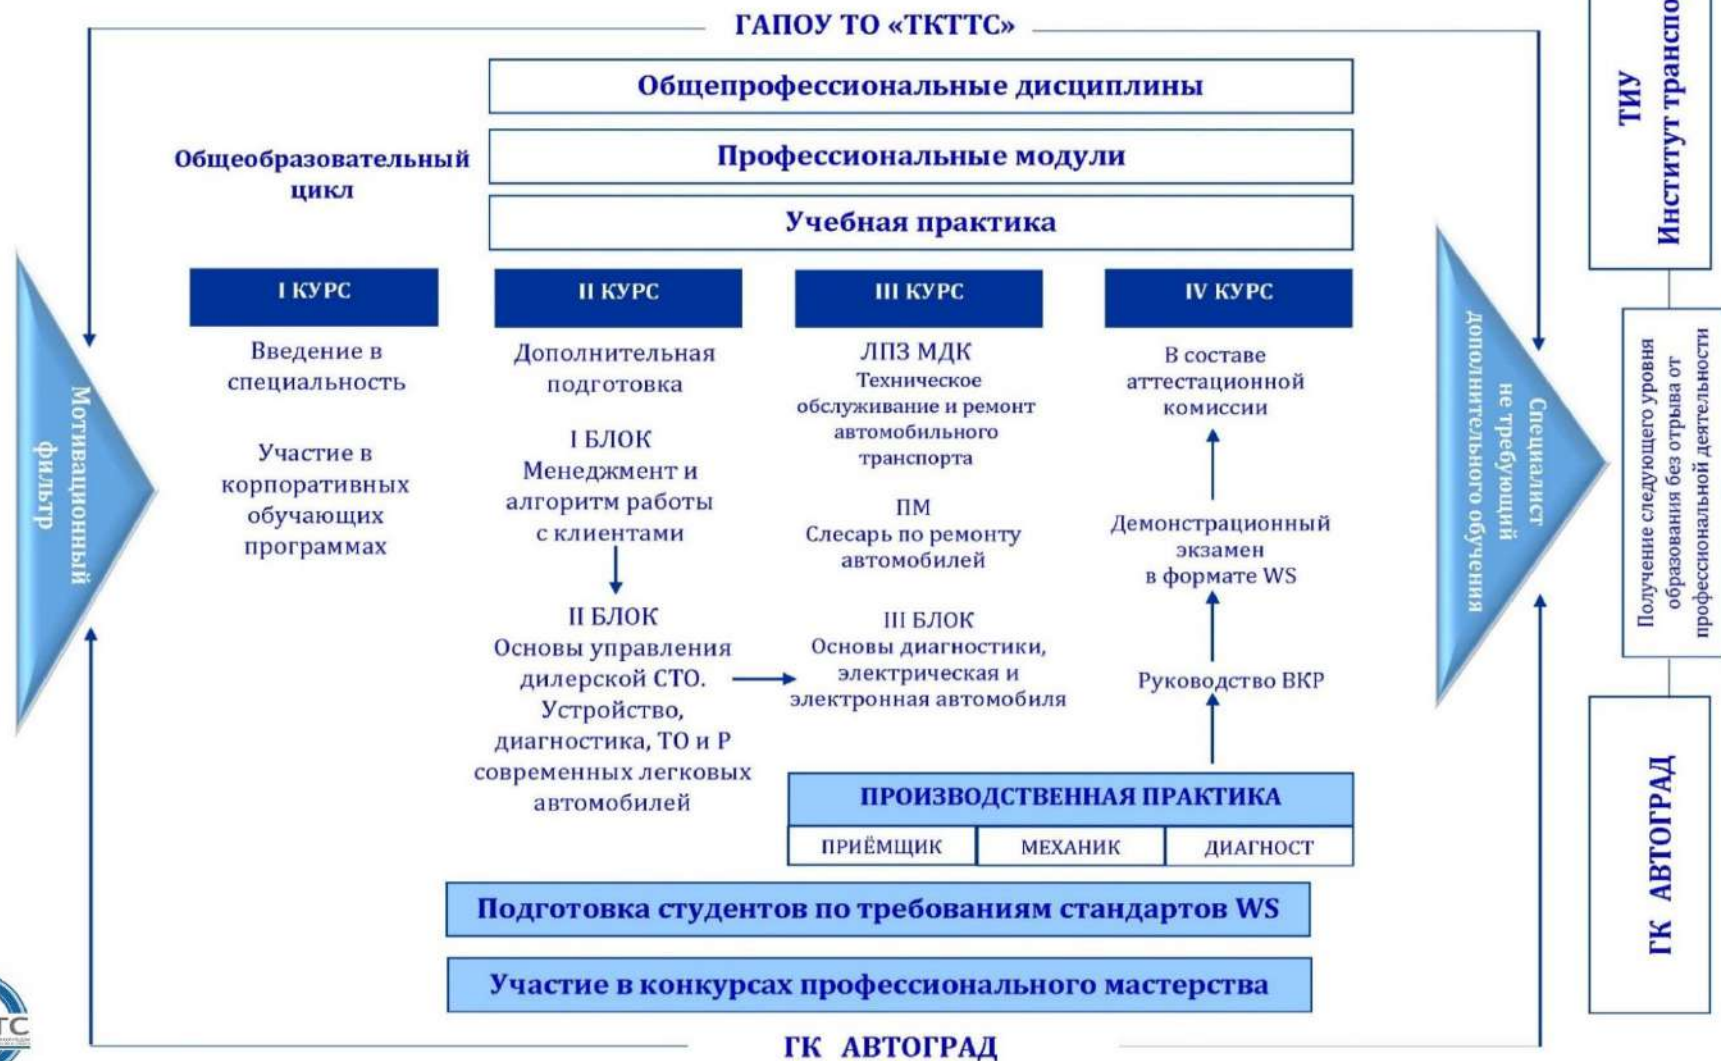 ГАПОУ ТО «ТКТТС»
Общепрофессиональные дисциплины
Профессиональные модули
Учебная практика
Общеобразовательный
цикл
Мотивационный
фильтр
I КУРС
Введение в
специальность
Участие в
корпоративных
обучающих
программах
II КУРС
Дополнительная
подготовка
I БЛОК
Менеджмент и
алгоритм работы
с клиентами
II БЛОК
Основы управления
дилерской СТО.
Устройство,
диагностика, ТО и Р
современных легковых
автомобилей
III КУРС
ЛПЗ МДК
Техническое
обслуживание и ремонт
автомобильного
транспорта
ПМ
Слесарь по ремонту
автомобилей
III БЛОК
Основы диагностики,
электрическая и
электронная автомобиля
IV КУРС
В составе
аттестационной
комиссии
Демонстрационный
экзамен
в формате WS
Руководство ВКР
ПРОИЗВОДСТВЕННАЯ ПРАКТИКА
ПРИЁМЩИК
МЕХАНИК
ДИАГНОСТ
Подготовка студентов по требованиям стандартов WS
Участие в конкурсах профессионального мастерства
ГК АВТОГРАД
Специалист
не требующий
дополнительного обучения
ТИУ
Институт транспо
Получение следующего уровня
образования без отрыва от
профессиональной деятельности
ГК АВТОГРАД
ТС